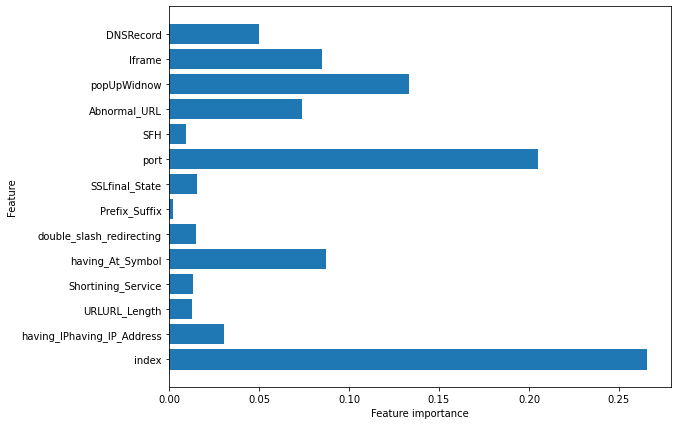 DNSRecord
Iframe
popUpWidnow
Abnormal_URL
SFH
port
SSLfinal_State
Prefix_Suffix
double_slash_redirecting
having_At_Symbol
Shortining_Service
URLURL_Length
having_IPhaving_IP_Address
index
Feature
0.00 0.05 0.10 0.15 0.20 0.25
Feature importance